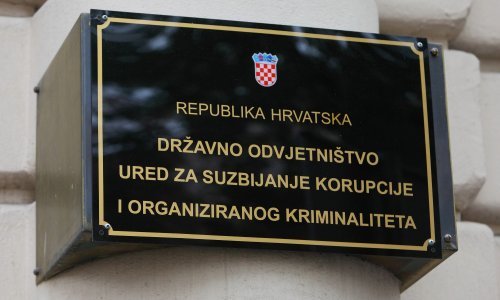 REPUBLIKA HRVATSKA
DRŽAVNO ODVJETNIŠTVO
URED ZA SUZBIJANJE KORUPCIJE
I ORGANIZIRANOG KRIMINALITETA